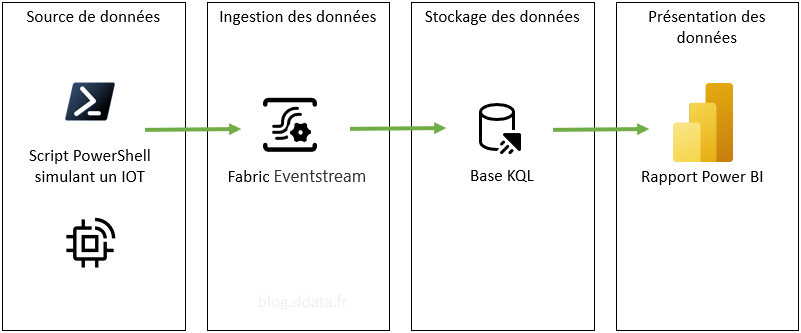 Source de données
Script PowerShell
simulant un IOT
Ingestion des données
Fabric Eventstream
blog.ddata.fr
Stockage des données
Base KQL
Présentation des
données
Rapport Power BI